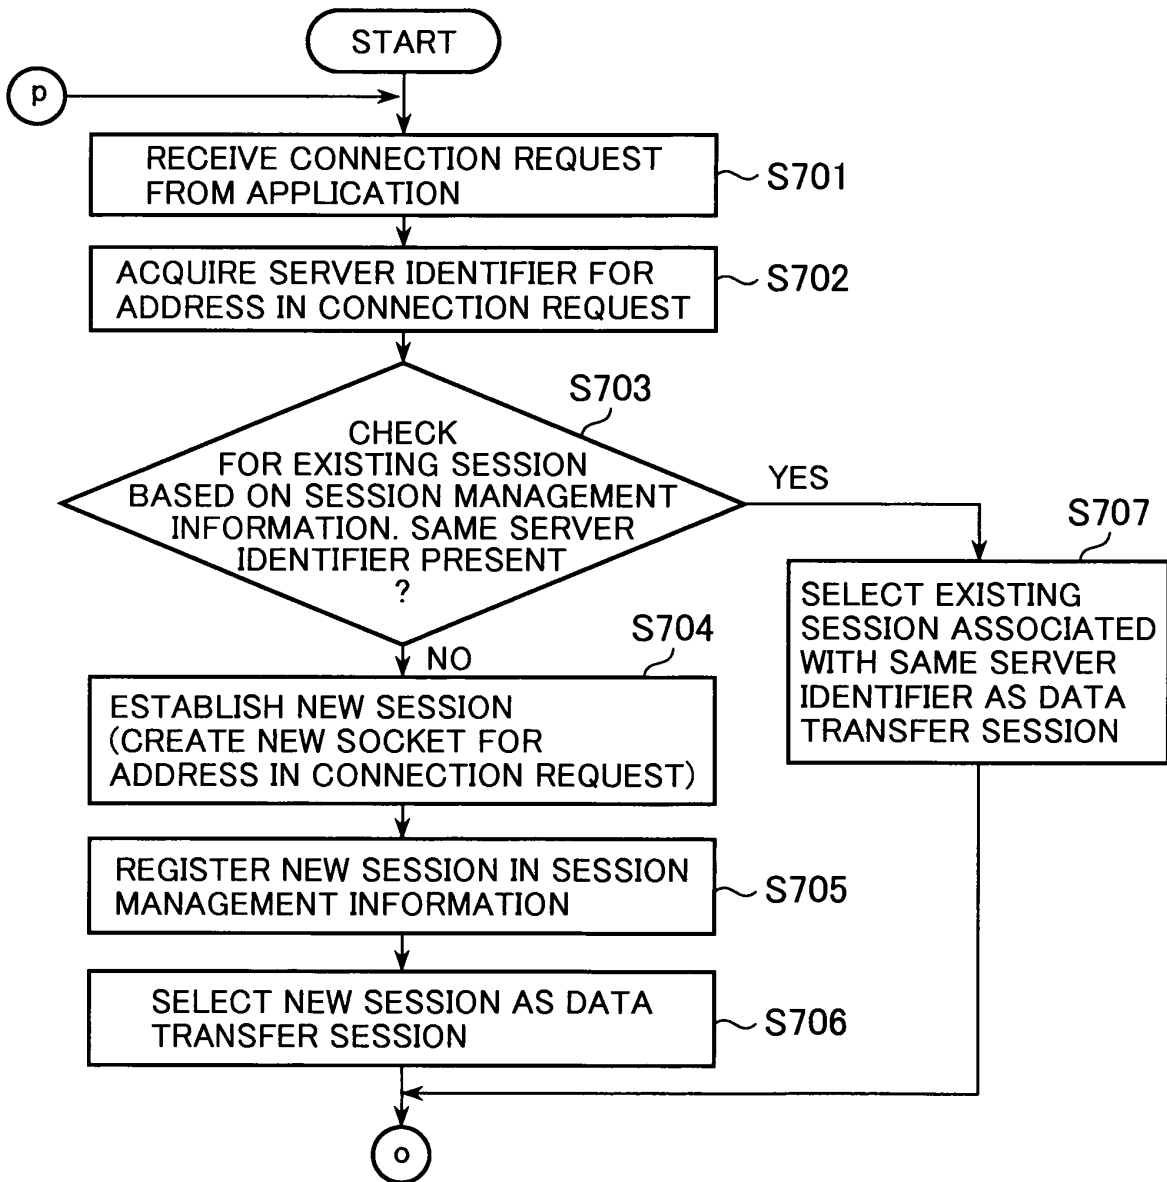 START
p
RECEIVE CONNECTION REQUEST
FROM APPLICATION
S701
ACQUIRE SERVER IDENTIFIER FOR
ADDRESS IN CONNECTION REQUEST
S702
S703
CHECK
FOR EXISTING SESSION
BASED ON SESSION MANAGEMENT
INFORMATION. SAME SERVER
IDENTIFIER PRESENT
?
YES
S707
SELECT EXISTING
SESSION ASSOCIATED
WITH SAME SERVER
IDENTIFIER AS DATA
TRANSFER SESSION
NO
S704
ESTABLISH NEW SESSION
(CREATE NEW SOCKET FOR
ADDRESS IN CONNECTION REQUEST)
REGISTER NEW SESSION IN SESSION
MANAGEMENT INFORMATION
S705
SELECT NEW SESSION AS DATA
TRANSFER SESSION
S706
o